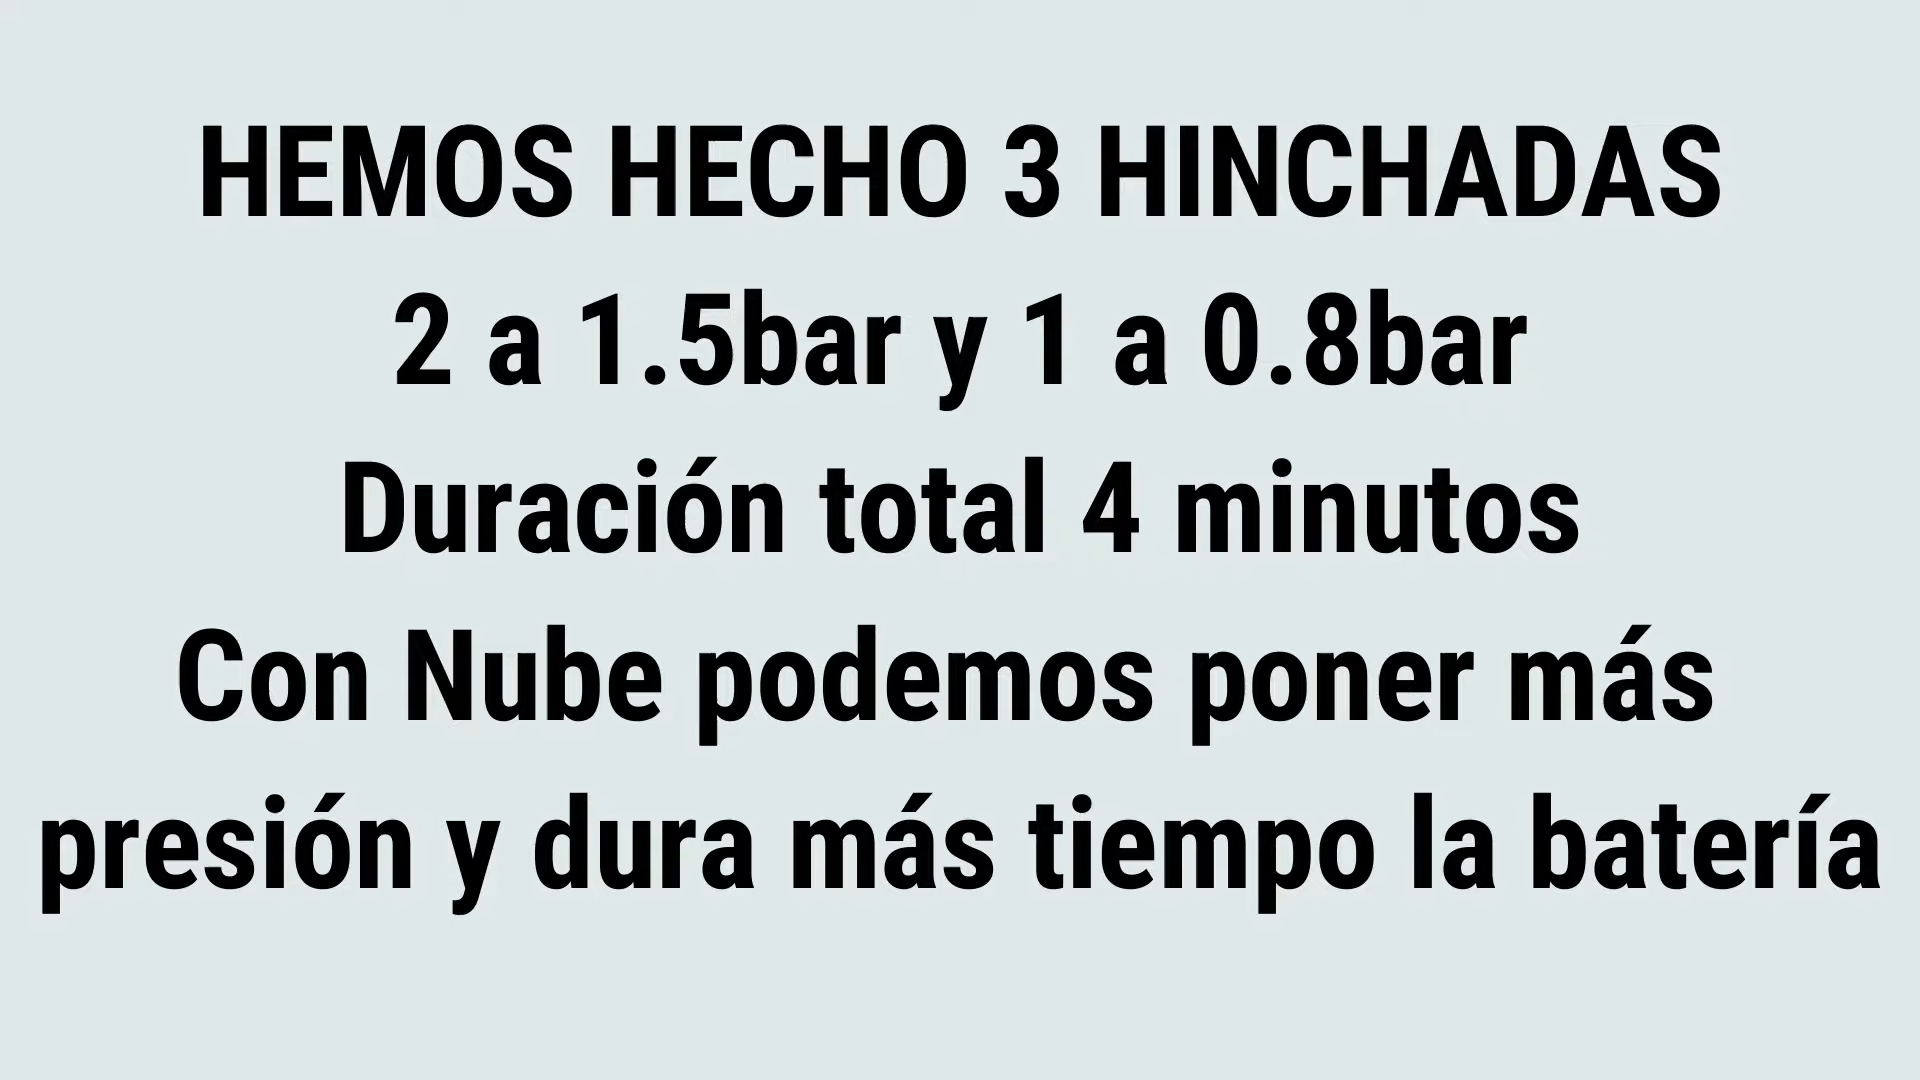 HEMOS HECHO 3 HINCHADAS
2 a 1.5bar y 1 a 0.8bar
Duración total 4 minutos
Con Nube podemos poner más
presión y dura más tiempo la batería